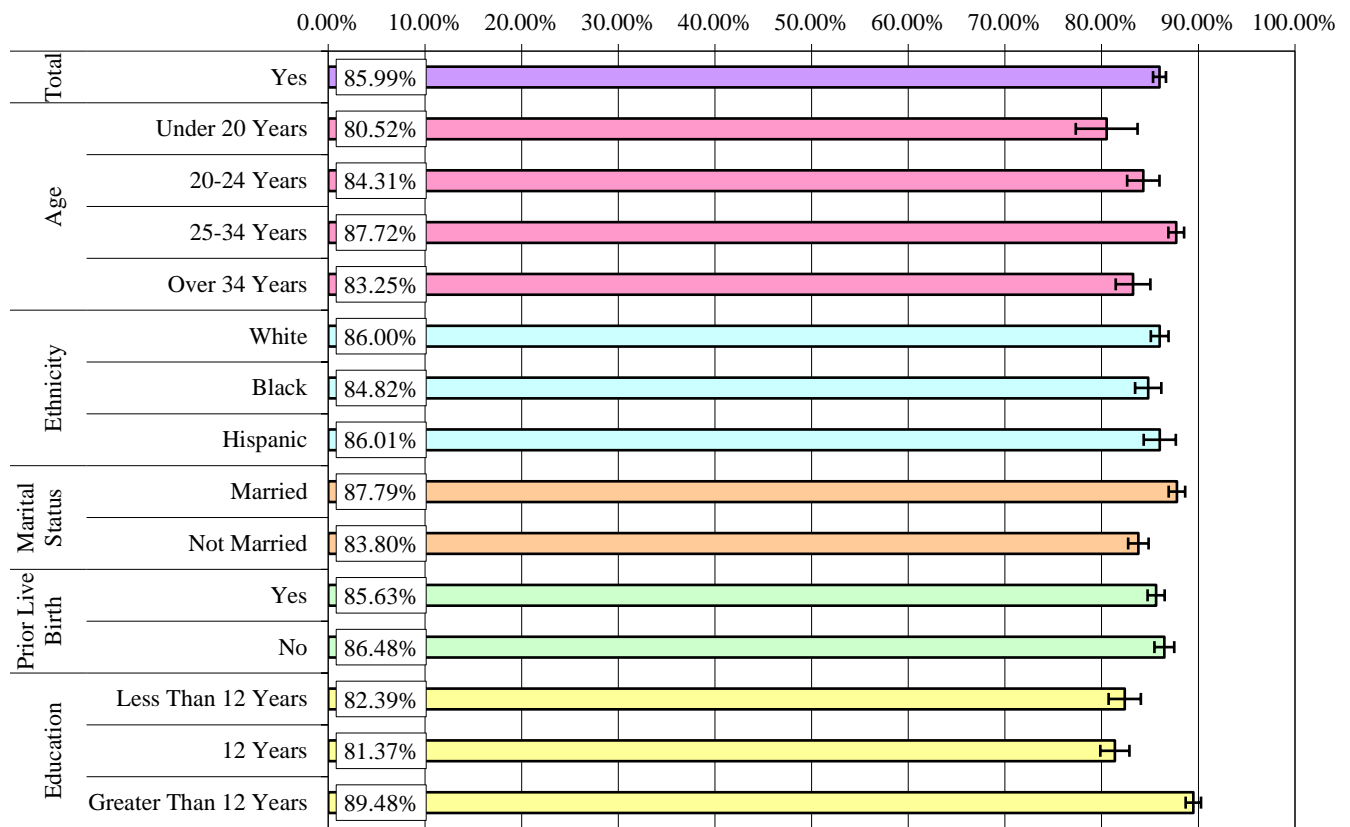 0.00% 10.00% 20.00% 30.00% 40.00% 50.00% 60.00% 70.00% 80.00% 90.00% 100.00%
Total
Yes 85.99%
Age
Under 20 Years 80.52%
20-24 Years 84.31%
25-34 Years 87.72%
Over 34 Years 83.25%
Ethnicity
White 86.00%
Black 84.82%
Hispanic 86.01%
Marital
Status
Married 87.79%
Not Married 83.80%
Prior Live
Birth
Yes 85.63%
No 86.48%
Education
Less Than 12 Years 82.39%
12 Years 81.37%
Greater Than 12 Years 89.48%